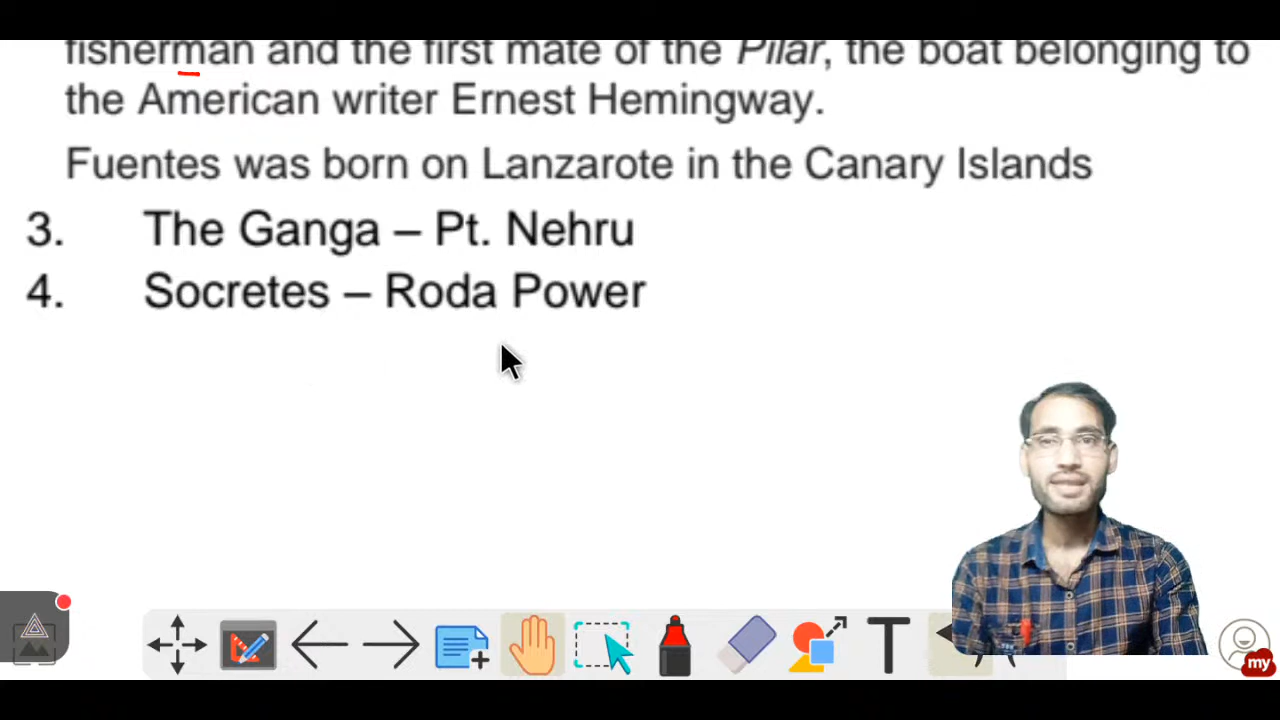 fisherman and the first mate of the Pilar, the boat belonging to
the American writer Ernest Hemingway.
Fuentes was born on Lanzarote in the Canary Islands
3. The Ganga – Pt. Nehru
4. Socretes – Roda Power
T
my